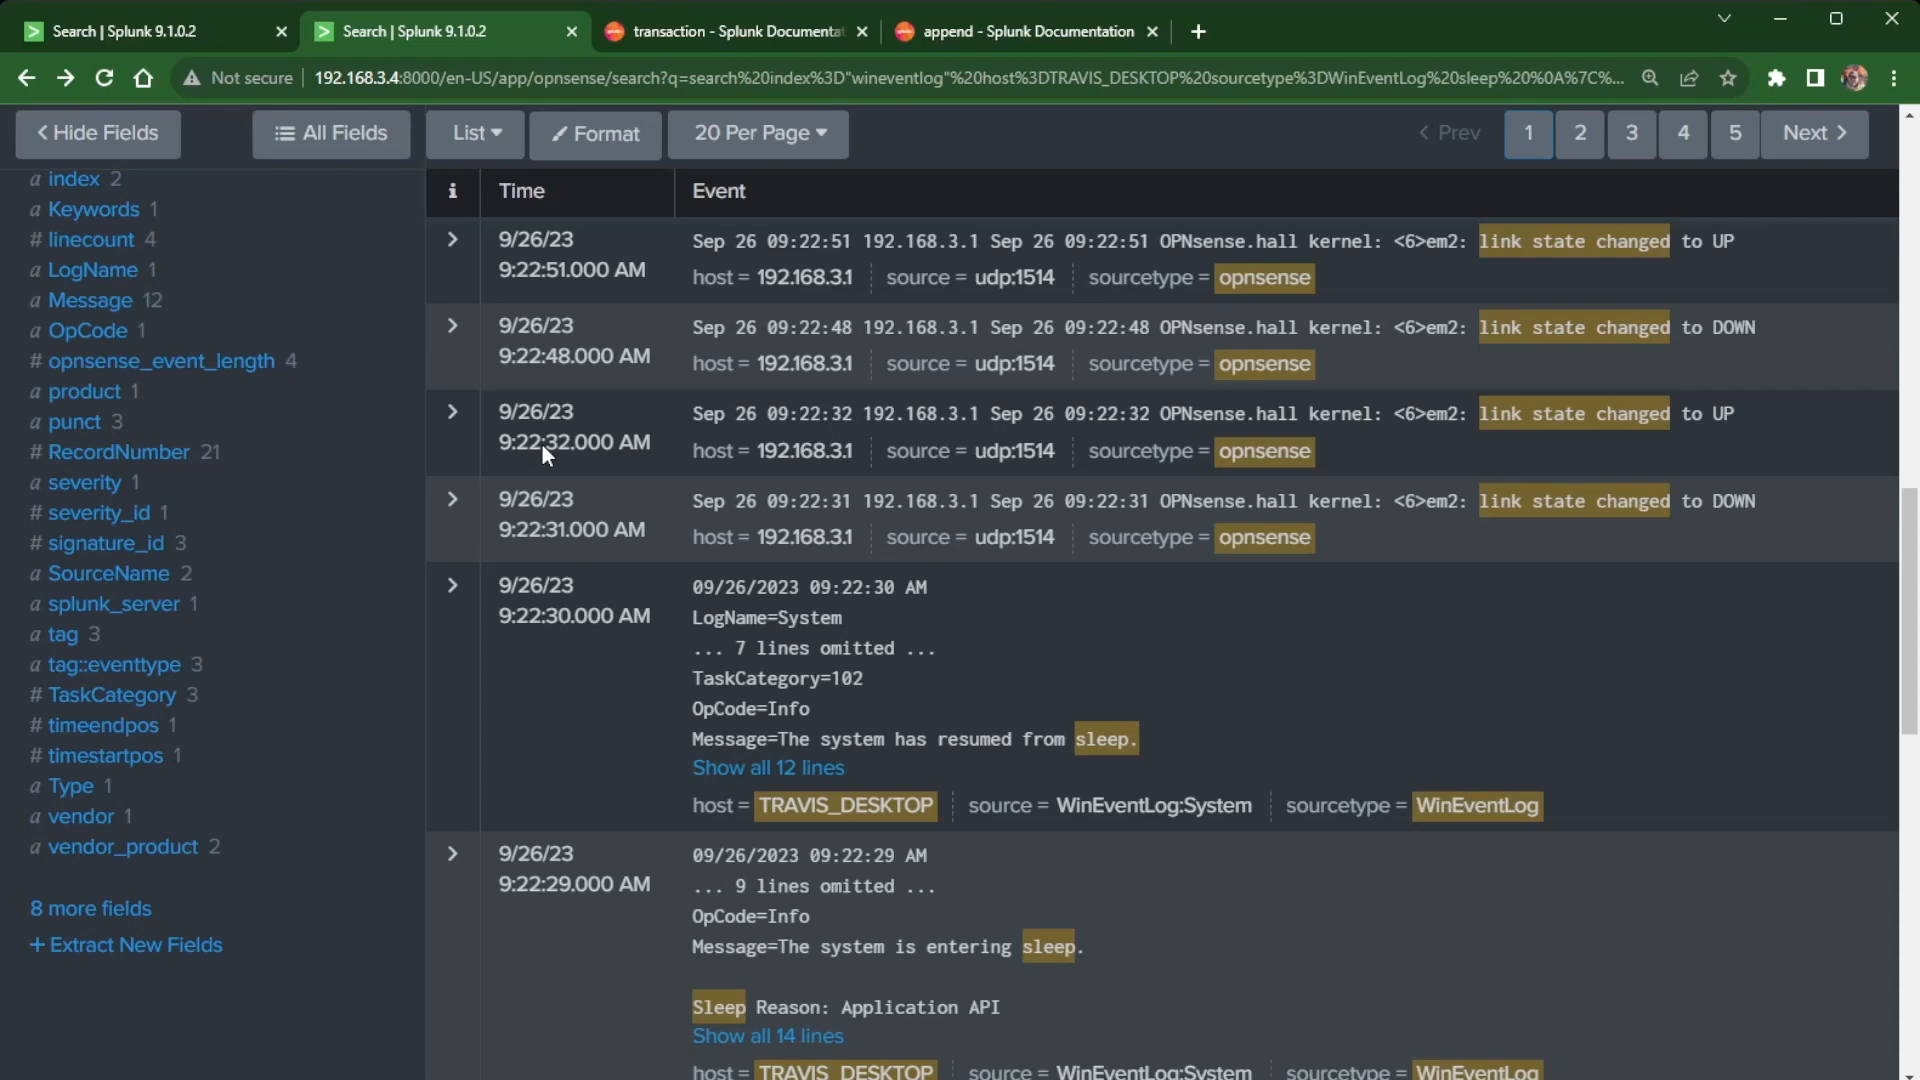 Search | Splunk 9.1.0.2
Search | Splunk 9.1.0.2
transaction - Splunk Documentat
append - Splunk Documentation
Not secure
192.168.3.4:8000/en-US/app/opnsense/search?q=search%20index%3D"wineventlog"%20host%3DTRAVIS_DESKTOP%20sourcetype%3DWinEventLog%20sleep%20%0A%7C%...
Hide Fields
All Fields
List
Format
20 Per Page
Prev
1
2
3
4
5
Next
a index 2
a Keywords 1
# linecount 4
a LogName 1
a Message 12
a OpCode 1
# opnsense_event_length 4
a product 1
a punct 3
# RecordNumber 21
a severity 1
# severity_id 1
# signature_id 3
a SourceName 2
a splunk_server 1
a tag 3
a tag::eventtype 3
# TaskCategory 3
# timeendpos 1
# timestartpos 1
a Type 1
a vendor 1
a vendor_product 2
8 more fields
+ Extract New Fields
i
Time
Event
9/26/23
9:22:51.000 AM
Sep 26 09:22:51 192.168.3.1 Sep 26 09:22:51 OPNsense.hall kernel: <6>em2: link state changed to UP
host = 192.168.3.1 source = udp:1514 sourcetype = opnsense
9/26/23
9:22:48.000 AM
Sep 26 09:22:48 192.168.3.1 Sep 26 09:22:48 OPNsense.hall kernel: <6>em2: link state changed to DOWN
host = 192.168.3.1 source = udp:1514 sourcetype = opnsense
9/26/23
9:22:32.000 AM
Sep 26 09:22:32 192.168.3.1 Sep 26 09:22:32 OPNsense.hall kernel: <6>em2: link state changed to UP
host = 192.168.3.1 source = udp:1514 sourcetype = opnsense
9/26/23
9:22:31.000 AM
Sep 26 09:22:31 192.168.3.1 Sep 26 09:22:31 OPNsense.hall kernel: <6>em2: link state changed to DOWN
host = 192.168.3.1 source = udp:1514 sourcetype = opnsense
9/26/23
9:22:30.000 AM
09/26/2023 09:22:30 AM
LogName=System
... 7 lines omitted ...
TaskCategory=102
OpCode=Info
Message=The system has resumed from sleep.
Show all 12 lines
host = TRAVIS_DESKTOP source = WinEventLog:System sourcetype = WinEventLog
9/26/23
9:22:29.000 AM
09/26/2023 09:22:29 AM
... 9 lines omitted ...
OpCode=Info
Message=The system is entering sleep.
Sleep Reason: Application API
Show all 14 lines
host = TRAVIS_DESKTOP source = WinEventLog:System sourcetype = WinEventLog